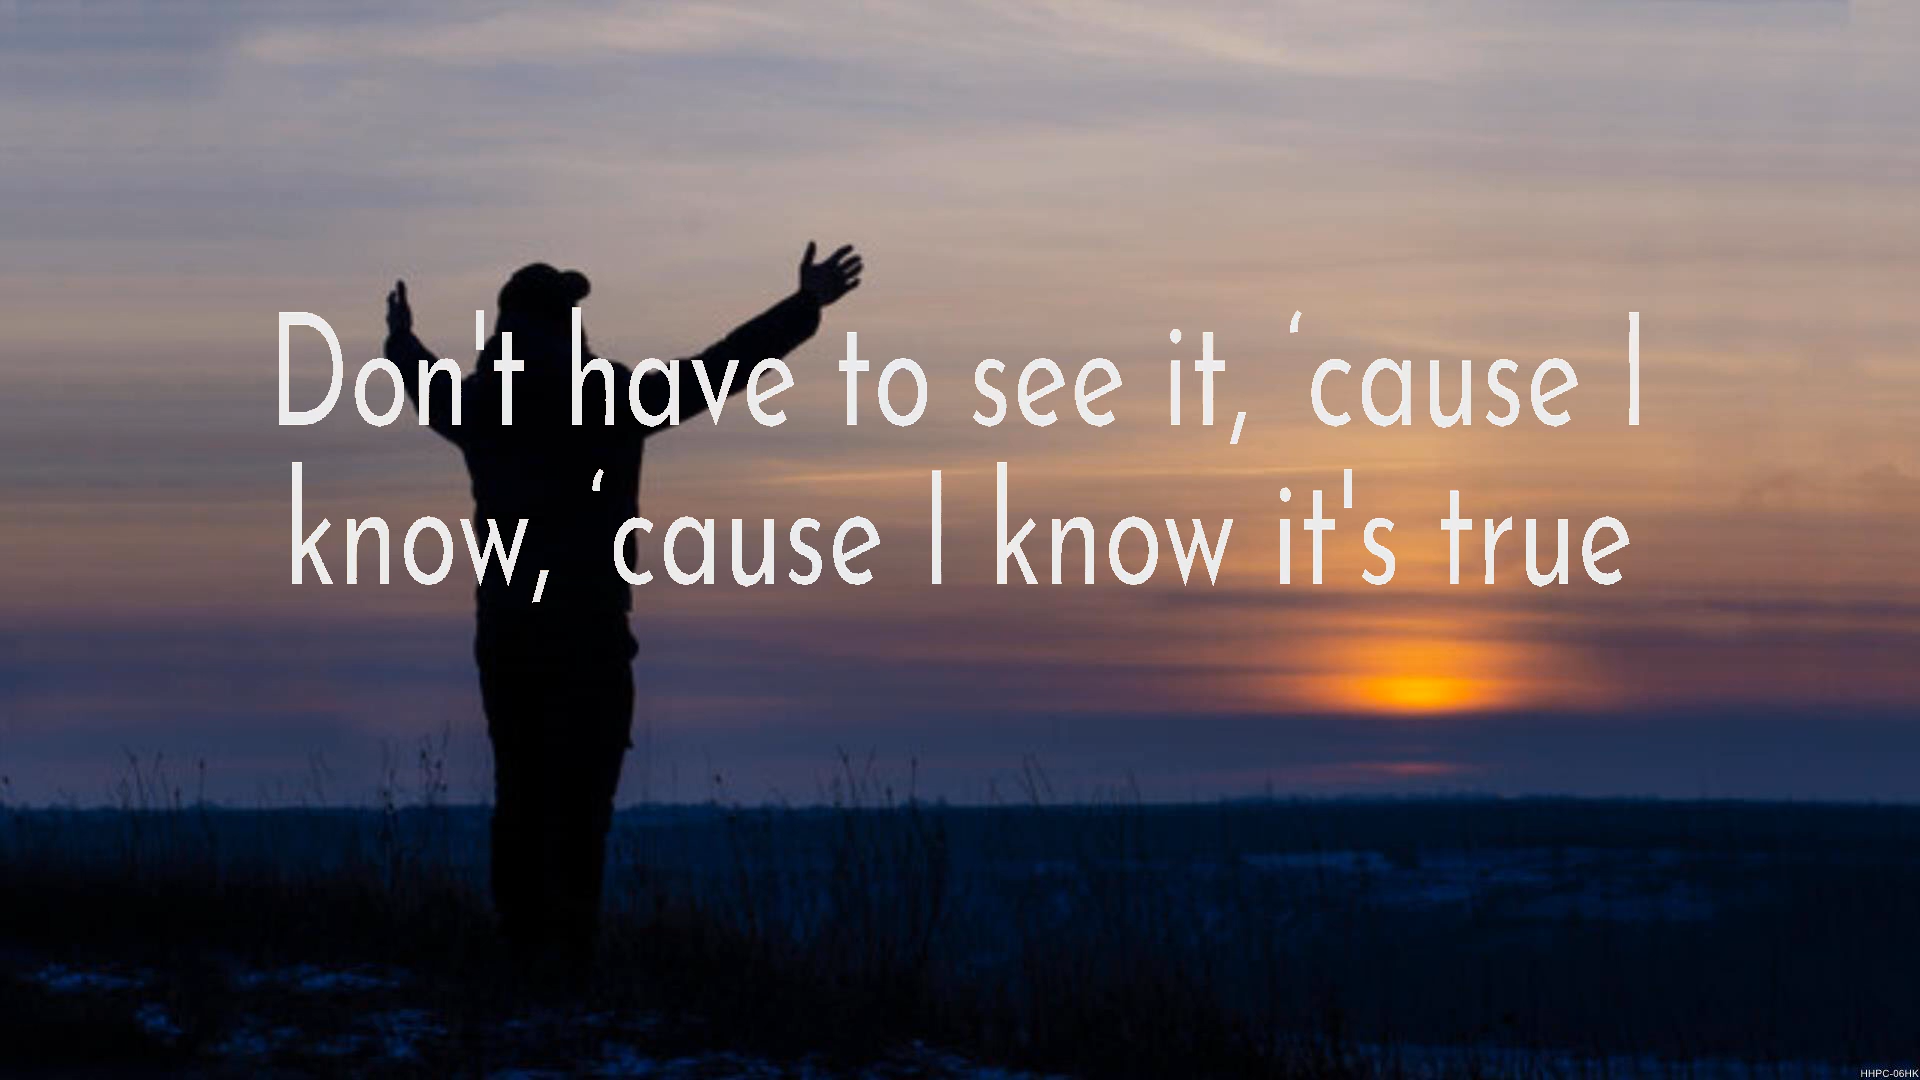 Don't have to see it, ‘cause I
know, ‘cause I know it's true
HHPC-06HK